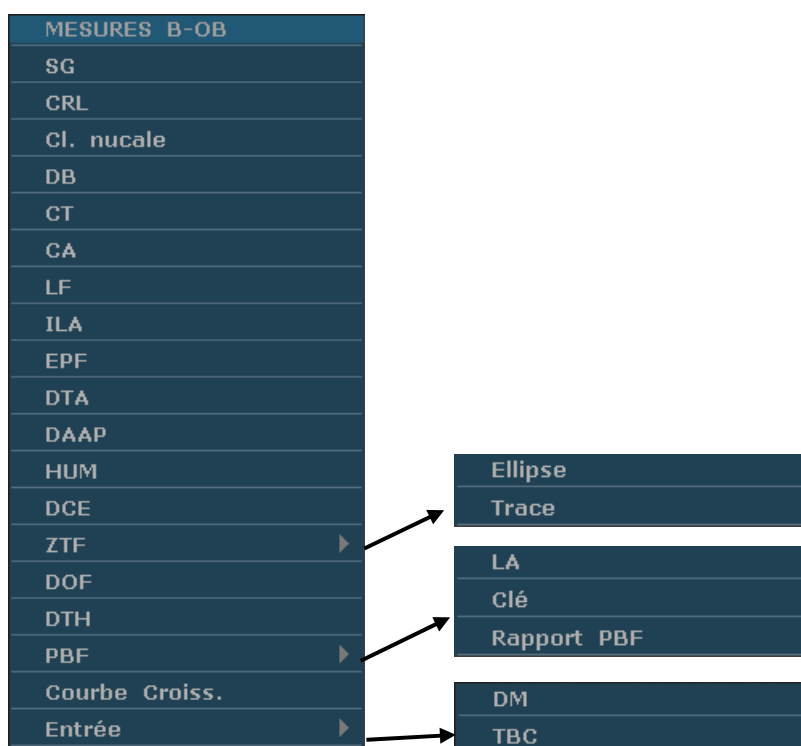 MESURES B-OB
SG
CRL
Cl. nucale
DB
CT
CA
LF
ILA
EPF
DTA
DAAP
HUM
DCE
ZTF
DOF
DTH
PBF
Courbe Croiss.
Entrée
Ellipse
Trace
LA
Clé
Rapport PBF
DM
TBC